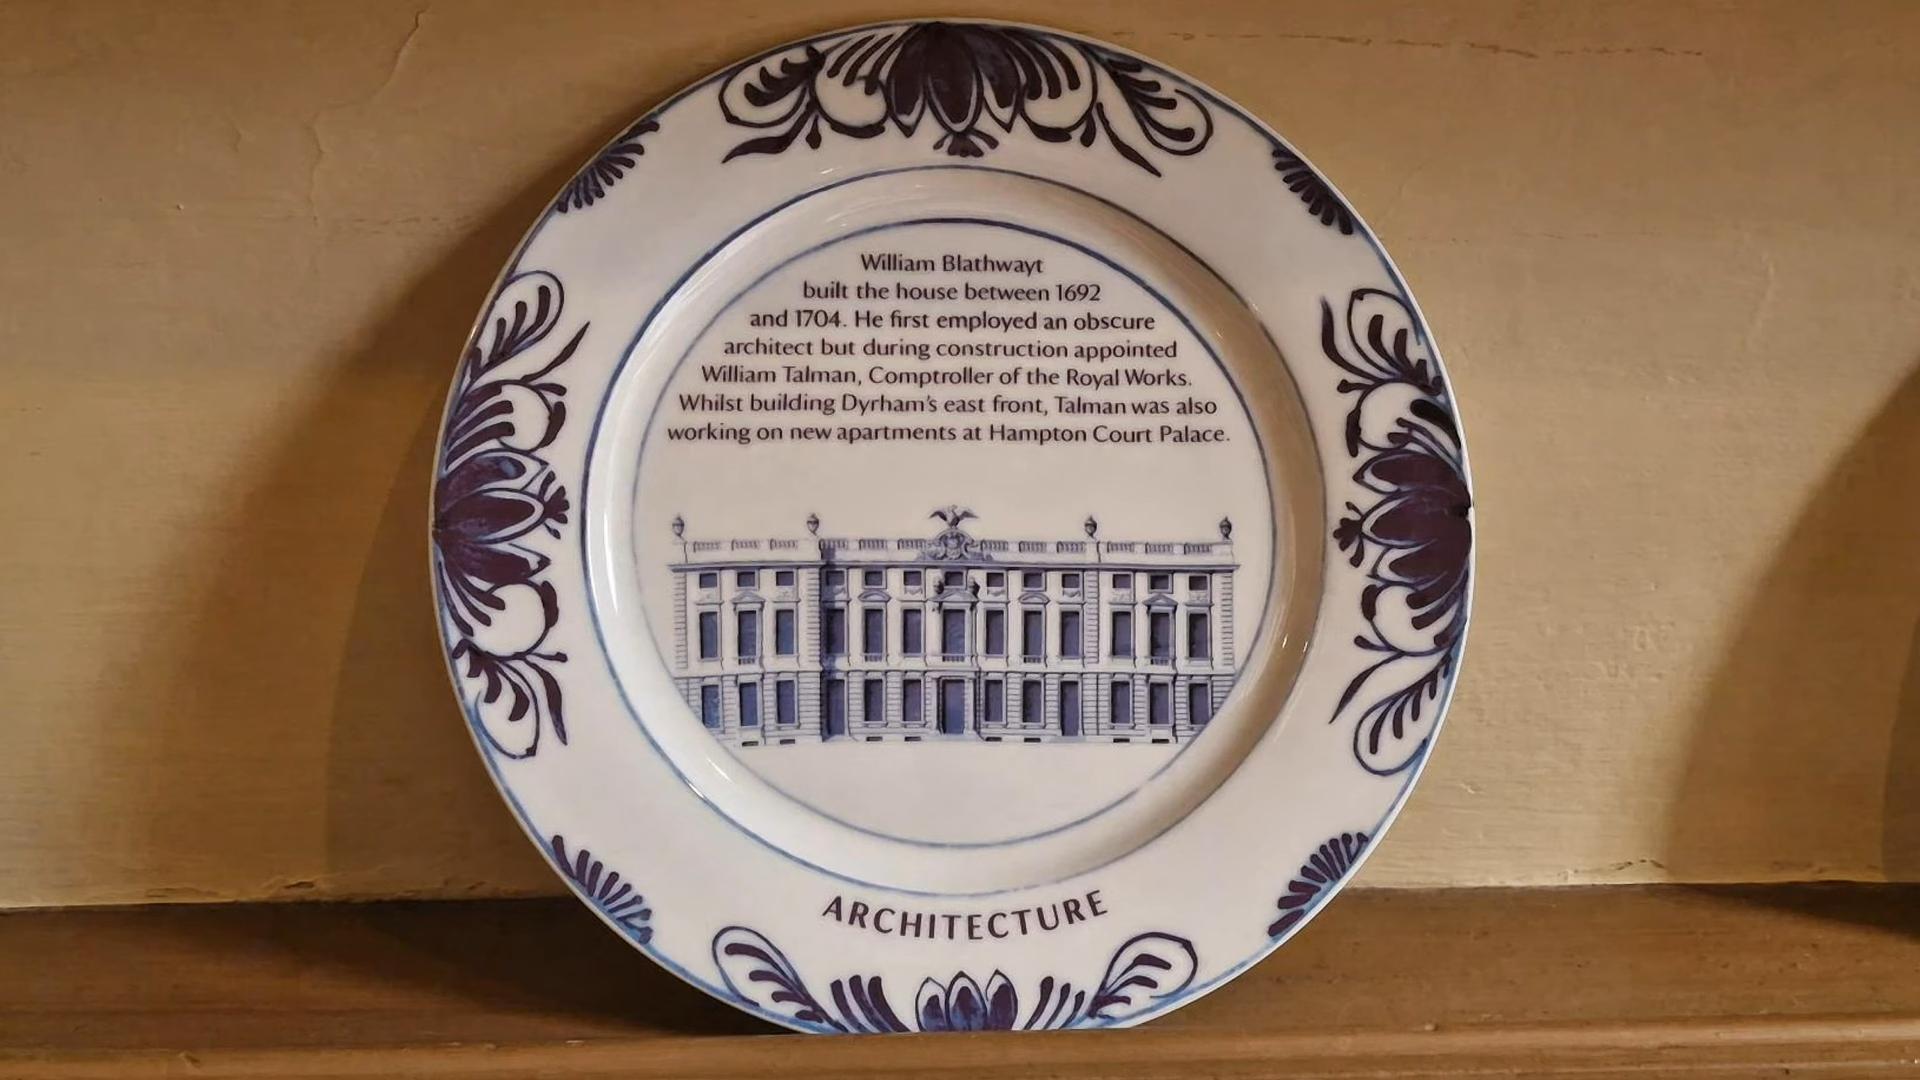 William Blathwayt
built the house between 1692
and 1704. He first employed an obscure
architect but during construction appointed
William Talman, Comptroller of the Royal Works.
Whilst building Dyrham's east front, Talman was also
working on new apartments at Hampton Court Palace.
ARCHITECTURE